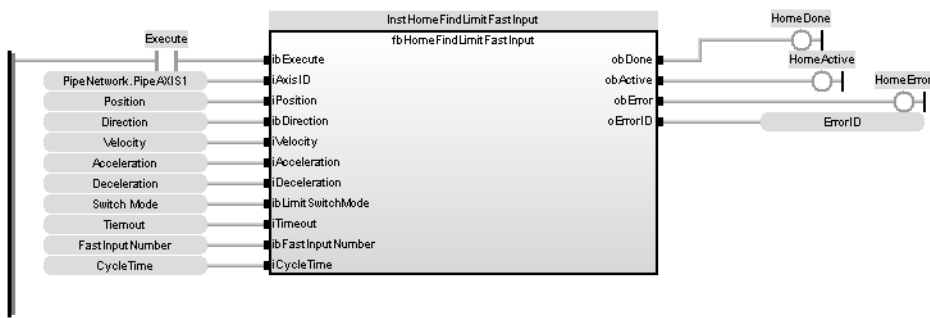 InstHomeFindLimitFastInput
HomeDone
Execute
fbHomeFindLimitFastInput
ibExecute
obDone
HomeActive
PipeNetwork.PipeAXIS1
iAxisID
obActive
HomeError
Position
iPosition
obError
Direction
ibDirection
oErrorID
ErrorID
Velocity
iVelocity
Acceleration
iAcceleration
Deceleration
iDeceleration
Switch Mode
ibLimitSwitchMode
Tiemout
iTimeout
FastInputNumber
ibFastInputNumber
CycleTime
iCycleTime